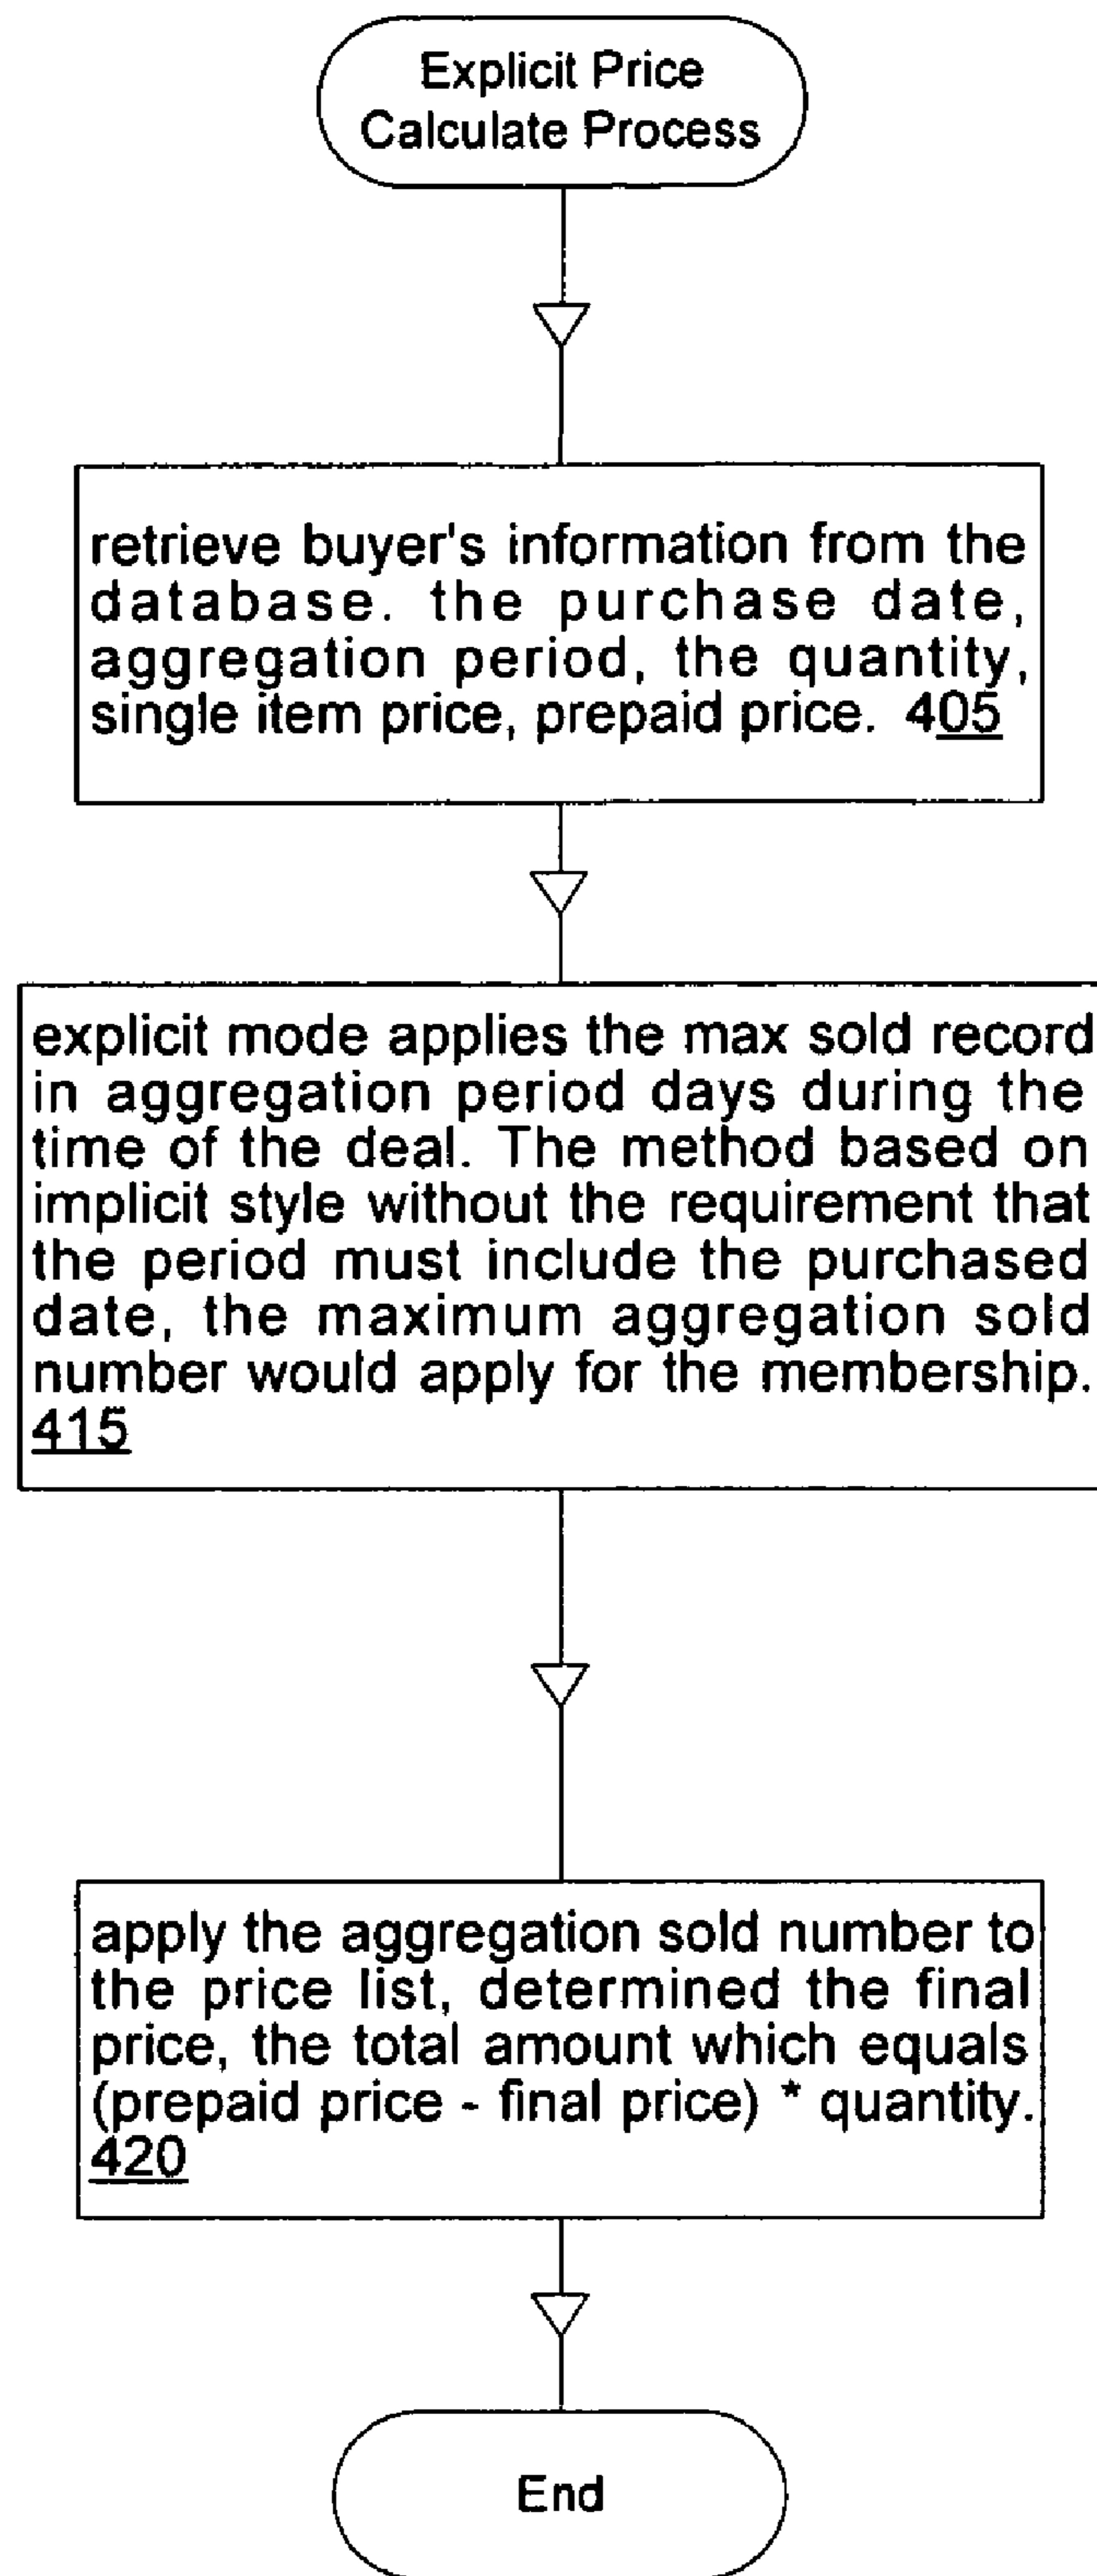 Explicit Price
Calculate Process
retrieve buyer's information from the
database. the purchase date,
aggregation period, the quantity,
single item price, prepaid price. 405
explicit mode applies the max sold record
in aggregation period days during the
time of the deal. The method based on
implicit style without the requirement that
the period must include the purchased
date, the maximum aggregation sold
number would apply for the membership.
415
apply the aggregation sold number to
the price list, determined the final
price, the total amount which equals
(prepaid price - final price) * quantity.
420
End